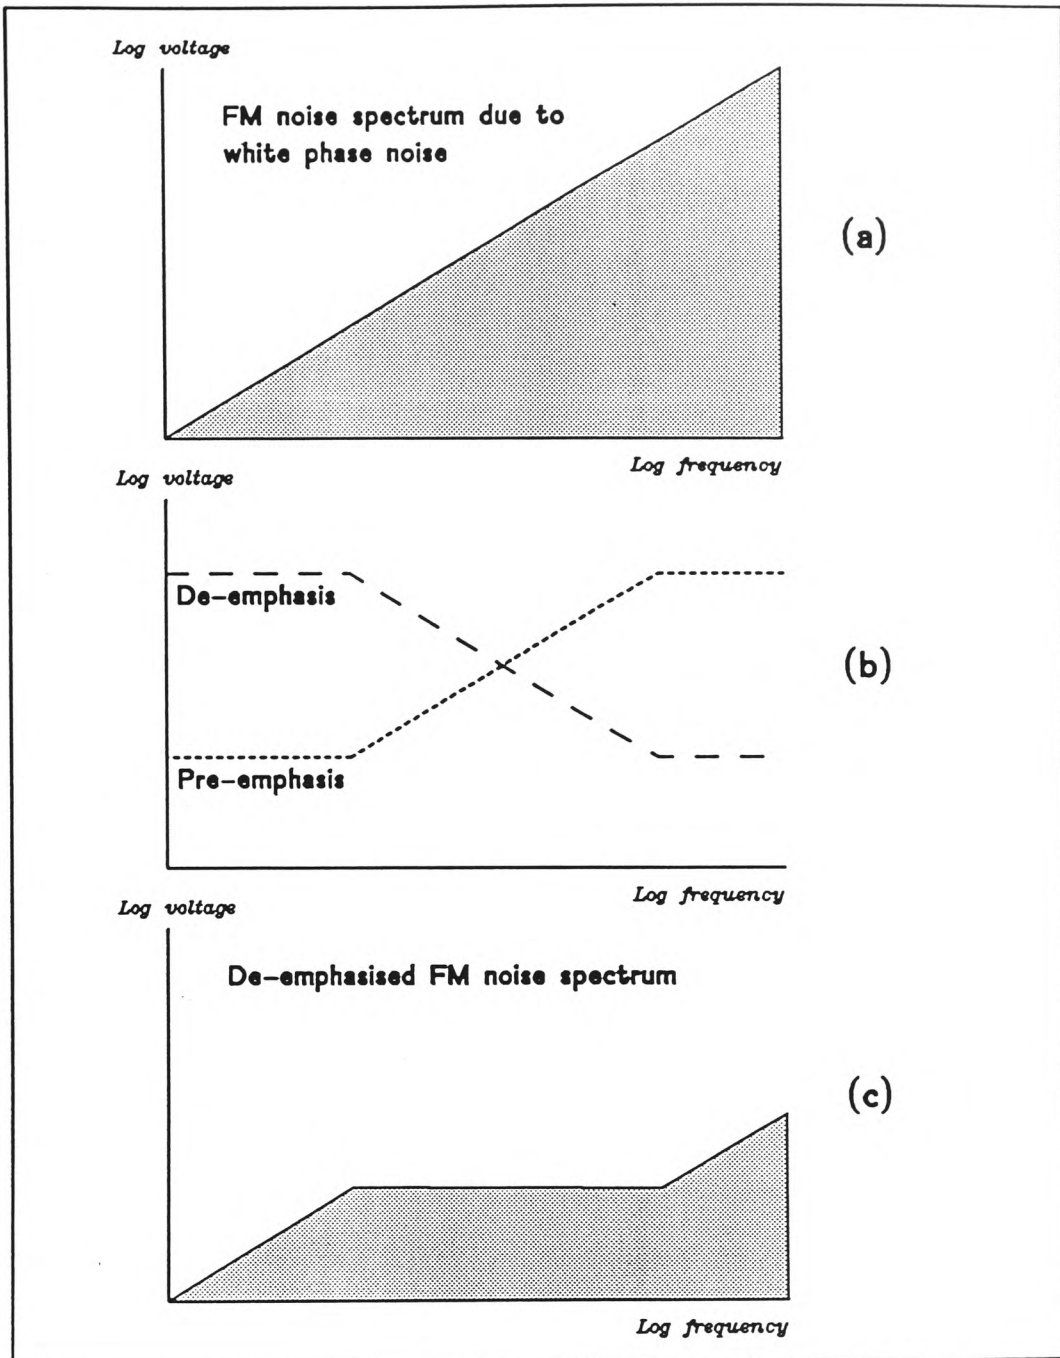 Log voltage
FM noise spectrum due to
white phase noise
(a)
Log frequency
Log voltage
De-emphasis
(b)
Pre-emphasis
Log frequency
Log voltage
De-emphasised FM noise spectrum
(c)
Log frequency